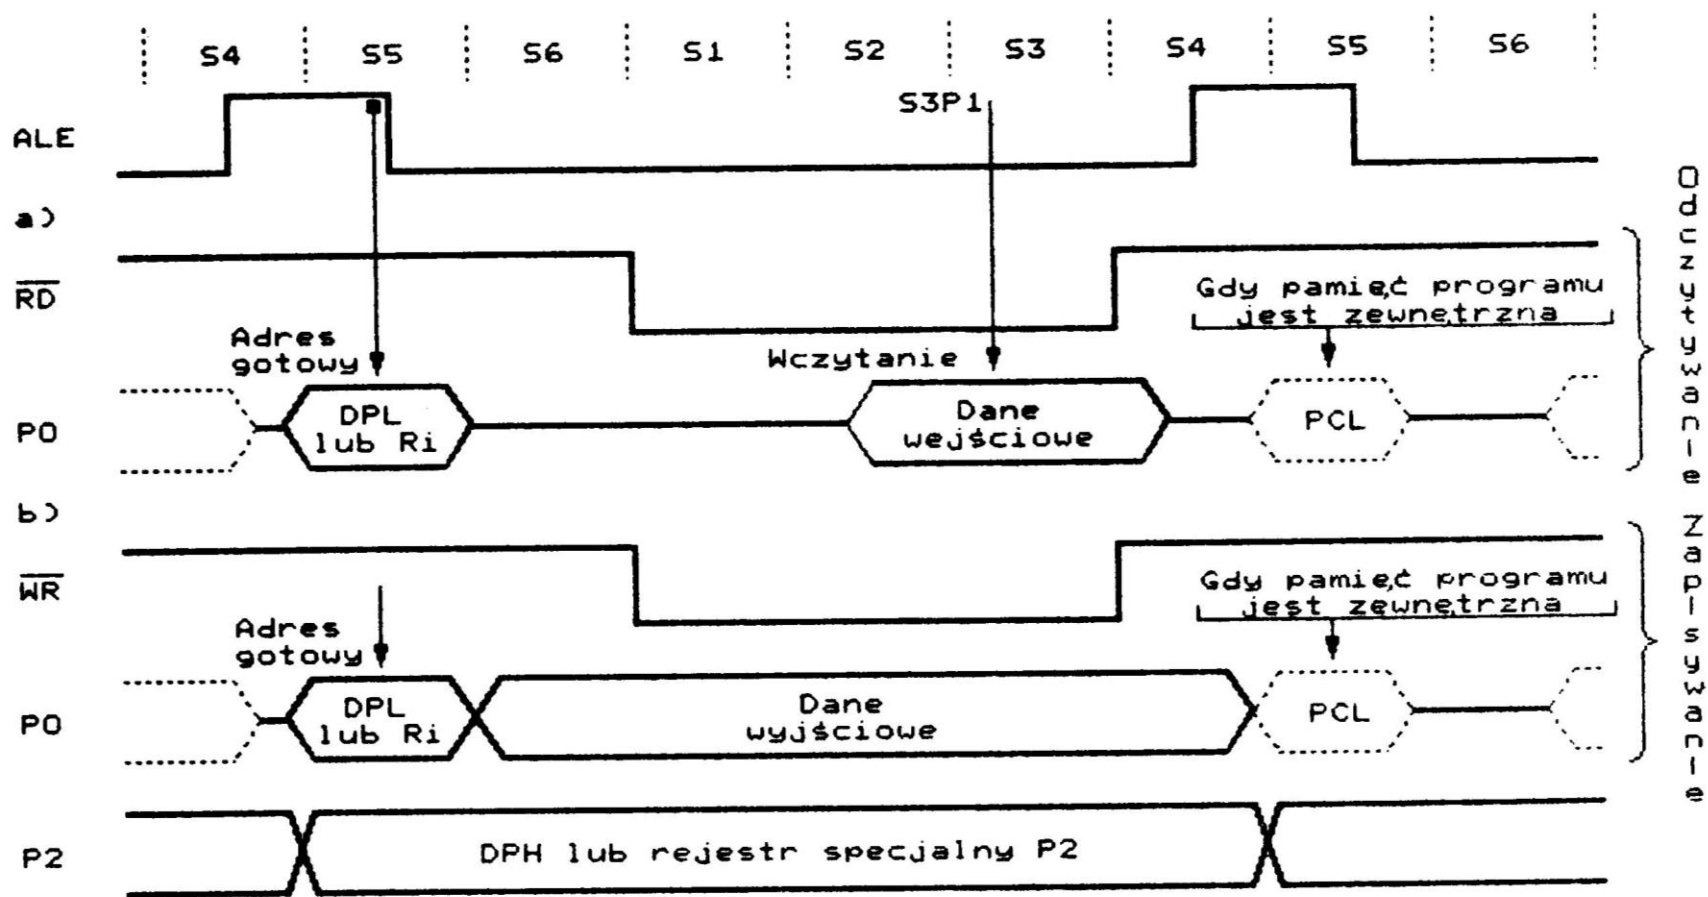 S4 S5 S6 S1 S2 S3 S4 S5 S6
S3P1
ALE
a)
RD
Gdy pamięć programu
jest zewnętrzna
Adres
gotowy
Wczytanie
P0
DPL
lub Ri
Dane
wejściowe
PCL
Odczytywanie
b)
WR
Gdy pamięć programu
jest zewnętrzna
Adres
gotowy
P0
DPL
lub Ri
Dane
wyjściowe
PCL
Zapisywanie
P2
DPH lub rejestr specjalny P2